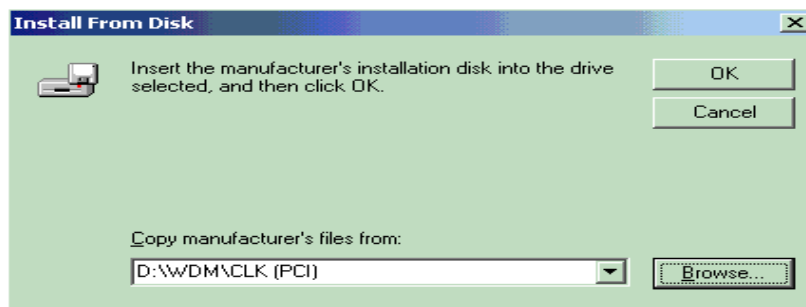 Install From Disk
Insert the manufacturer's installation disk into the drive
selected, and then click OK.
OK
Cancel
Copy manufacturer's files from:
D:\WDM\CLK (PCI)
Browse...